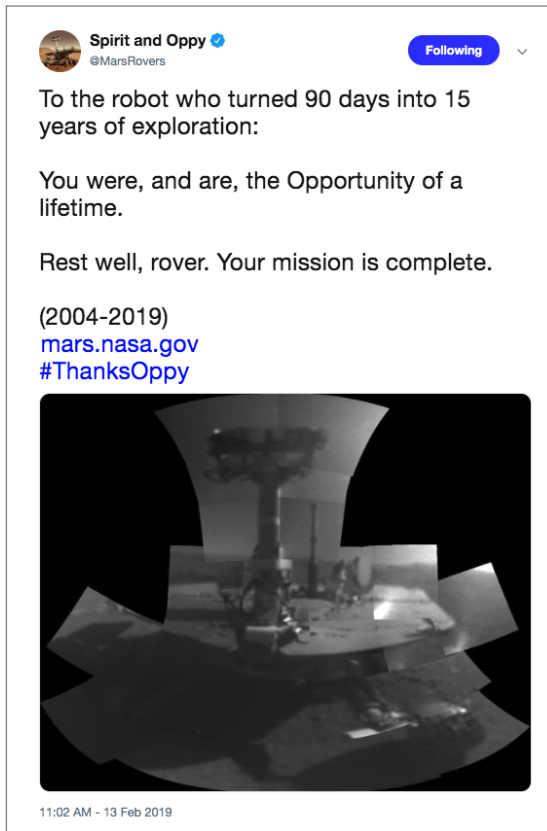 Spirit and Oppy
@MarsRovers
Following
To the robot who turned 90 days into 15
years of exploration:
You were, and are, the Opportunity of a
lifetime.
Rest well, rover. Your mission is complete.
(2004-2019)
mars.nasa.gov
#ThanksOppy
11:02 AM - 13 Feb 2019